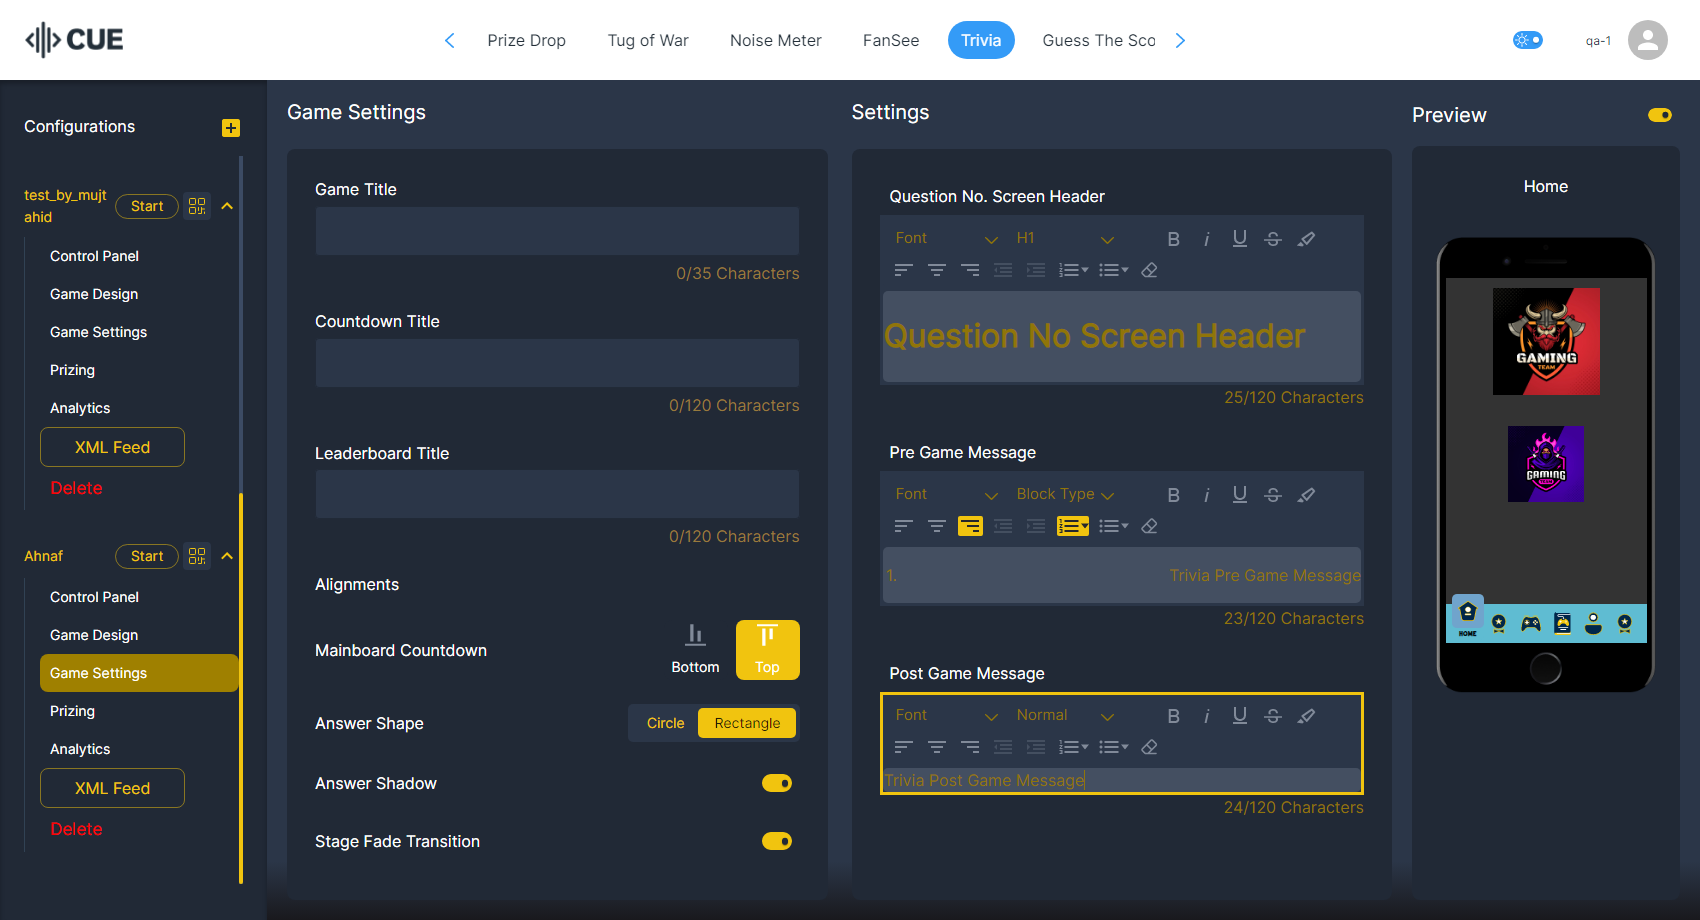 CUE
Prize Drop
Tug of War
Noise Meter
FanSee
Trivia
Guess The Sco
qa-1
Configurations
test_by_mujt
ahid
Start
Control Panel
Game Design
Game Settings
Prizing
Analytics
XML Feed
Delete
Ahnaf
Start
Control Panel
Game Design
Game Settings
Prizing
Analytics
XML Feed
Delete
Game Settings
Game Title
0/35 Characters
Countdown Title
0/120 Characters
Leaderboard Title
0/120 Characters
Alignments
Mainboard Countdown
Bottom
Top
Answer Shape
Circle
Rectangle
Answer Shadow
Stage Fade Transition
Settings
Question No. Screen Header
Font
H1
B
i
U
S
Question No Screen Header
25/120 Characters
Pre Game Message
Font
Block Type
B
i
U
S
1. Trivia Pre Game Message
23/120 Characters
Post Game Message
Font
Normal
B
i
U
S
Trivia Post Game Message
24/120 Characters
Preview
Home
GAMING
TEAM
GAMING
TEAM
HOME